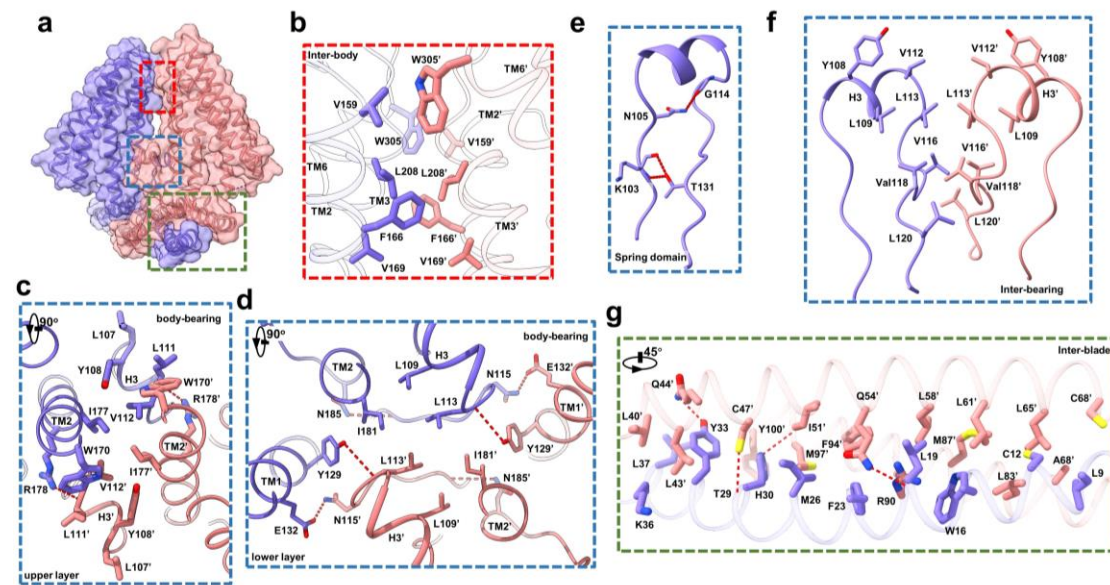 a
b
Inter-body
W305'
TM6'
V159
TM2'
W305
V159'
TM6
L208
L208'
TM3
TM2
TM3'
F166
F166'
V169
V169'
e
G114
N105
K103
T131
Spring domain
f
V112
V112'
Y108
Y108'
H3
L113
L113'
H3'
L109
L109
V116
V116'
Val118
Val118'
L120'
L120
Inter-bearing
c
90°
body-bearing
L107
L111
Y108
H3
W170'
R178'
I177
V112
TM2
TM2'
W170
I177'
R178
V112'
H3'
L111'
Y108'
L107'
upper layer
d
90°
body-bearing
H3
L109
N115
E132'
TM2
L113
TM1'
N185
I181
Y129'
Y129
L113'
I181'
TM1
N185'
E132
N115'
L109'
TM2'
H3'
lower layer
g
45°
Inter-blade
Q44'
C47'
Q54'
L58'
L61'
C68'
L40'
Y33
Y100'
I51'
L65'
F94'
M87'
L37
M97'
L19
C12
L43'
A68'
T29
H30
R90
L83'
L9
K36
M26
F23
W16